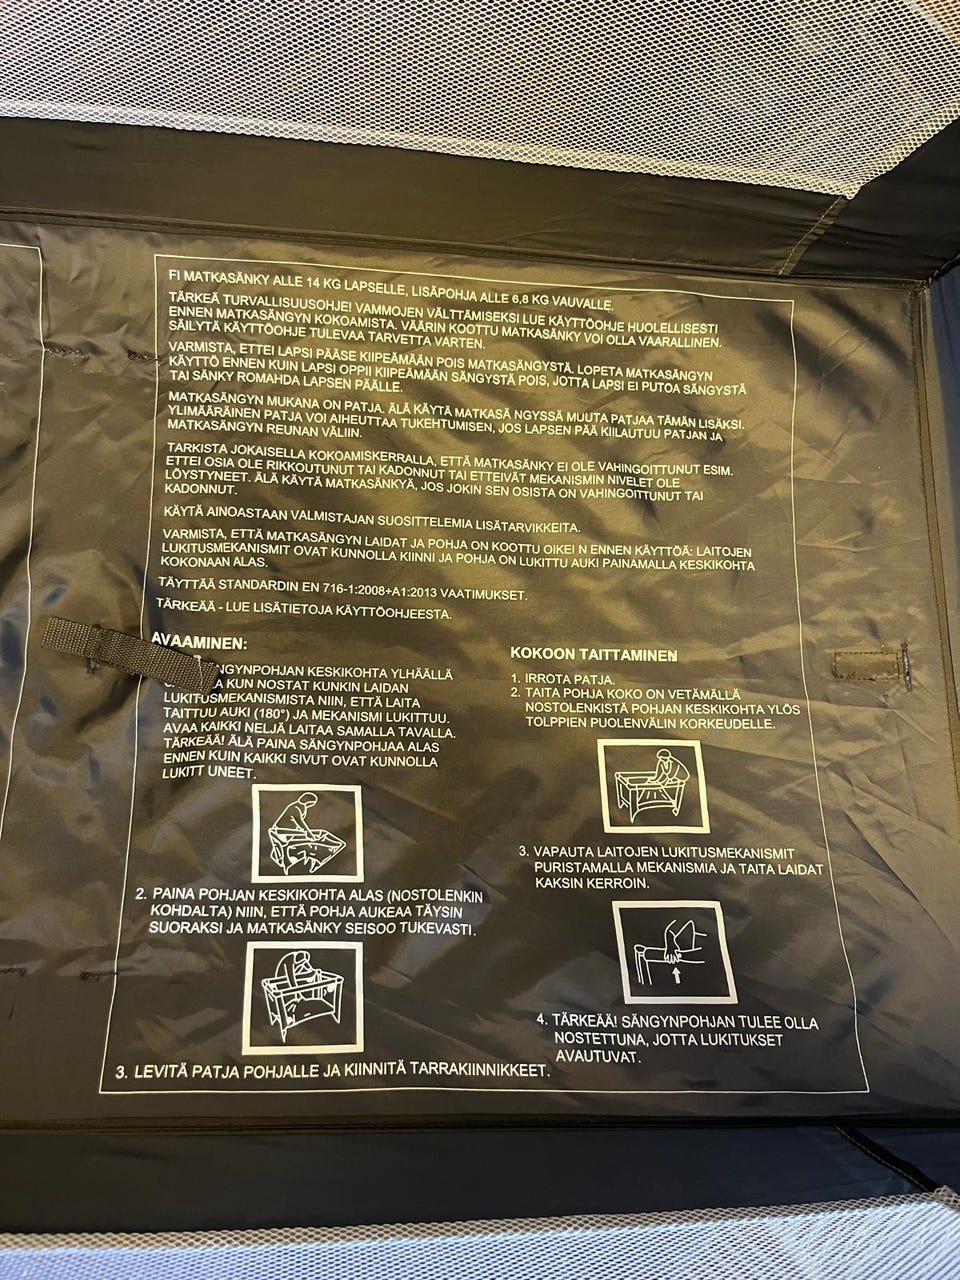 FI MATKASÄNKY ALLE 14 KG LAPSELLE, LISÄPOHJA ALLE 6,8 KG VAUVALLE.
TÄRKEÄ TURVALLISUUSOHJE! VAMMOJEN VÄLTTÄMISEKSI LUE KÄYTTÖOHJE HUOLELLISESTI
ENNEN MATKASÄNGYN KOKOAMISTA. VÄÄRIN KOOTTU MATKASÄNKY VOI OLLA VAARALLINEN.
SÄILYTÄ KÄYTTÖOHJE TULEVAA TARVETTA VARTEN.
VARMISTA, ETTEI LAPSI PÄÄSE KIIPEÄMÄÄN POIS MATKASÄNGYSTÄ. LOPETA MATKASÄNGYN
KÄYTTÖ ENNEN KUIN LAPSI OPPII KIIPEÄMÄÄN SÄNGYSTÄ POIS, JOTTA LAPSI EI PUTOA SÄNGYSTÄ
TAI SÄNKY ROMAHDA LAPSEN PÄÄLLE.
MATKASÄNGYN MUKANA ON PATJA. ÄLÄ KÄYTÄ MATKASÄ NGYSSÄ MUUTA PATJAA TÄMÄN LISÄKSI.
YLIMÄÄRÄINEN PATJA VOI AIHEUTTAA TUKEHTUMISEN, JOS LAPSEN PÄÄ KIILAUTUU PATJAN JA
MATKASÄNGYN REUNAN VÄLIIN.
TARKISTA JOKAISELLA KOKOAMISKERRALLA, ETTÄ MATKASÄNKY EI OLE VAHINGOITTUNUT ESIM.
ETTEI OSIA OLE RIKKOUTUNUT TAI KADONNUT TAI ETTEIVÄT MEKANISMIN NIVELET OLE
LÖYSTYNEET. ÄLÄ KÄYTÄ MATKASÄNKYÄ, JOS JOKIN SEN OSISTA ON VAHINGOITTUNUT TAI
KADONNUT.
KÄYTÄ AINOASTAAN VALMISTAJAN SUOSITTELEMIA LISÄTARVIKKEITA.
VARMISTA, ETTÄ MATKASÄNGYN LAIDAT JA POHJA ON KOOTTU OIKEI N ENNEN KÄYTTÖÄ: LAITOJEN
LUKITUSMEKANISMIT OVAT KUNNOLLA KIINNI JA POHJA ON LUKITTU AUKI PAINAMALLA KESKIKOHTA
KOKONAAN ALAS.
TÄYTTÄÄ STANDARDIN EN 716-1:2008+A1:2013 VAATIMUKSET.
TÄRKEÄÄ - LUE LISÄTIETOJA KÄYTTÖOHJEESTA.
AVAAMINEN:
KESKIKOHTA YLHÄÄLLÄ
KUN NOSTAT KUNKIN LAIDAN
LUKITUSMEKANISMISTA NIIN, ETTÄ LAITA
TAITTUU AUKI (180°) JA MEKANISMI LUKITTUU.
AVAA KAIKKI NELJÄ LAITAA SAMALLA TAVALLA.
TÄRKEÄÄ! ÄLÄ PAINA SÄNGYNPOHJAA ALAS
ENNEN KUIN KAIKKI SIVUT OVAT KUNNOLLA
LUKITT UNEET.
2. PAINA POHJAN KESKIKOHTA ALAS (NOSTOLENKIN
KOHDALTA) NIIN, ETTÄ POHJA AUKEAA TÄYSIN
SUORAKSI JA MATKASÄNKY SEISOO TUKEVASTI.
3. LEVITÄ PATJA POHJALLE JA KIINNITÄ TARRAKIINNIKKEET.
KOKOON TAITTAMINEN
1. IRROTA PATJA.
2. TAITA POHJA KOKO ON VETÄMÄLLÄ
NOSTOLENKISTÄ POHJAN KESKIKOHTA YLÖS
TOLPPIEN PUOLENVÄLIN KORKEUDELLE.
3. VAPAUTA LAITOJEN LUKITUSMEKANISMIT
PURISTAMALLA MEKANISMIA JA TAITA LAIDAT
KAKSIN KERROIN.
4. TÄRKEÄÄ! SÄNGYNPOHJAN TULEE OLLA
NOSTETTUNA, JOTTA LUKITUKSET
AVAUTUVAT.